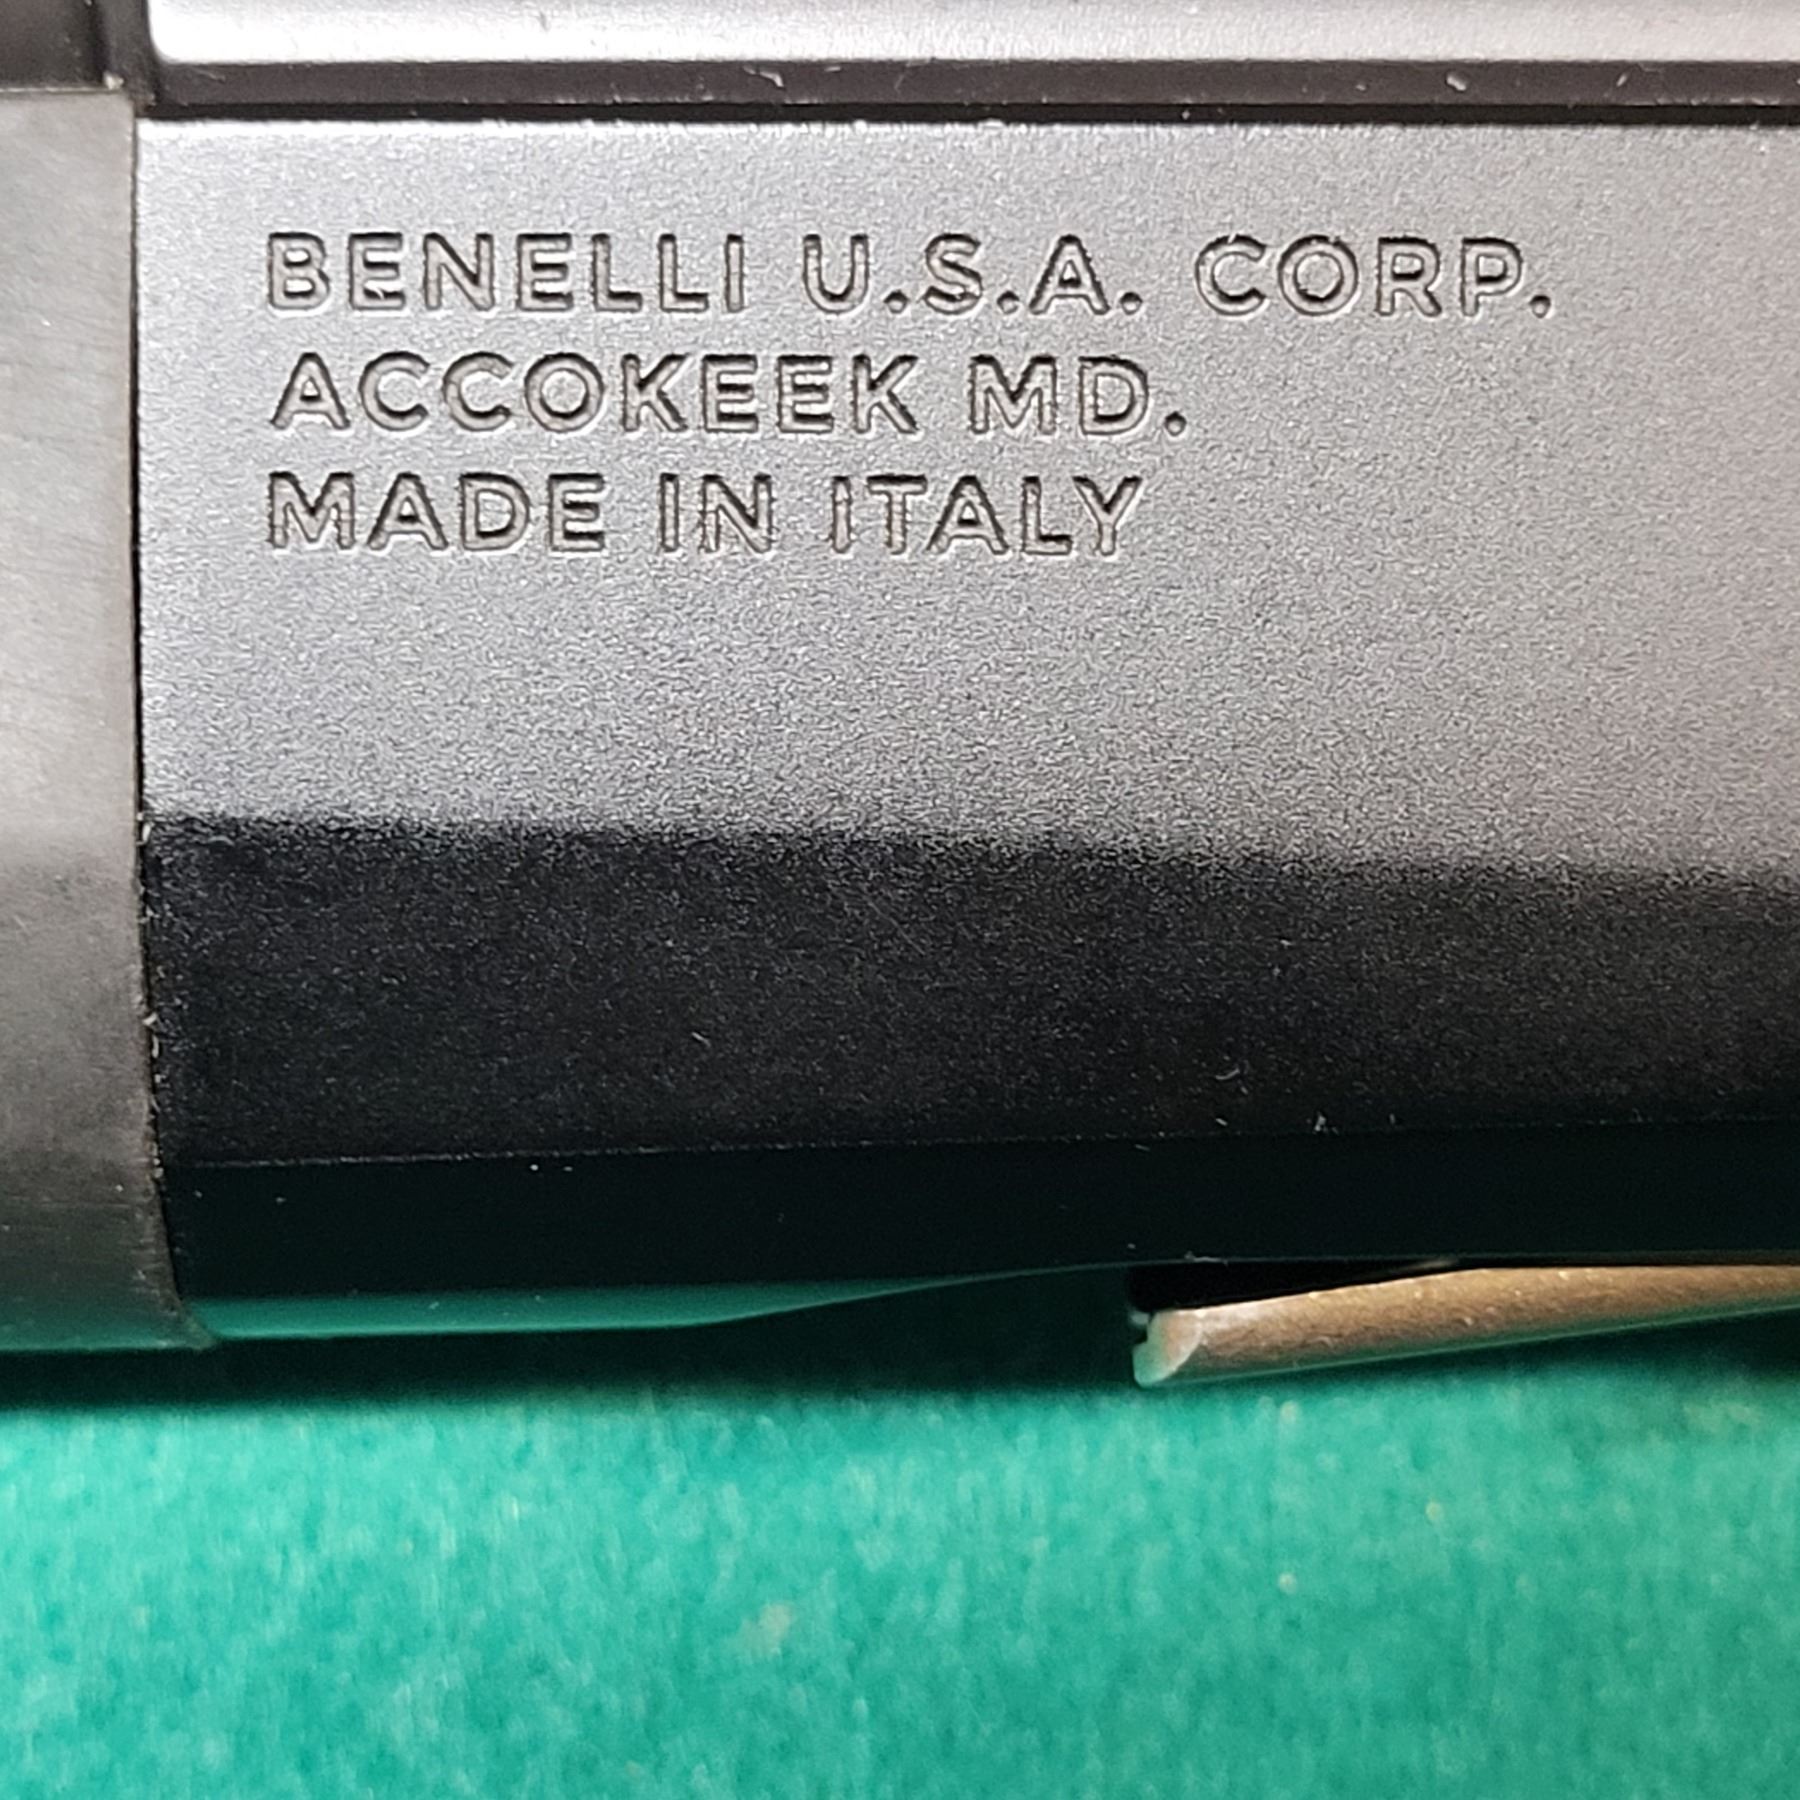 BENELLI U.S.A. CORP.
ACCOKEEK MD.
MADE IN ITALY